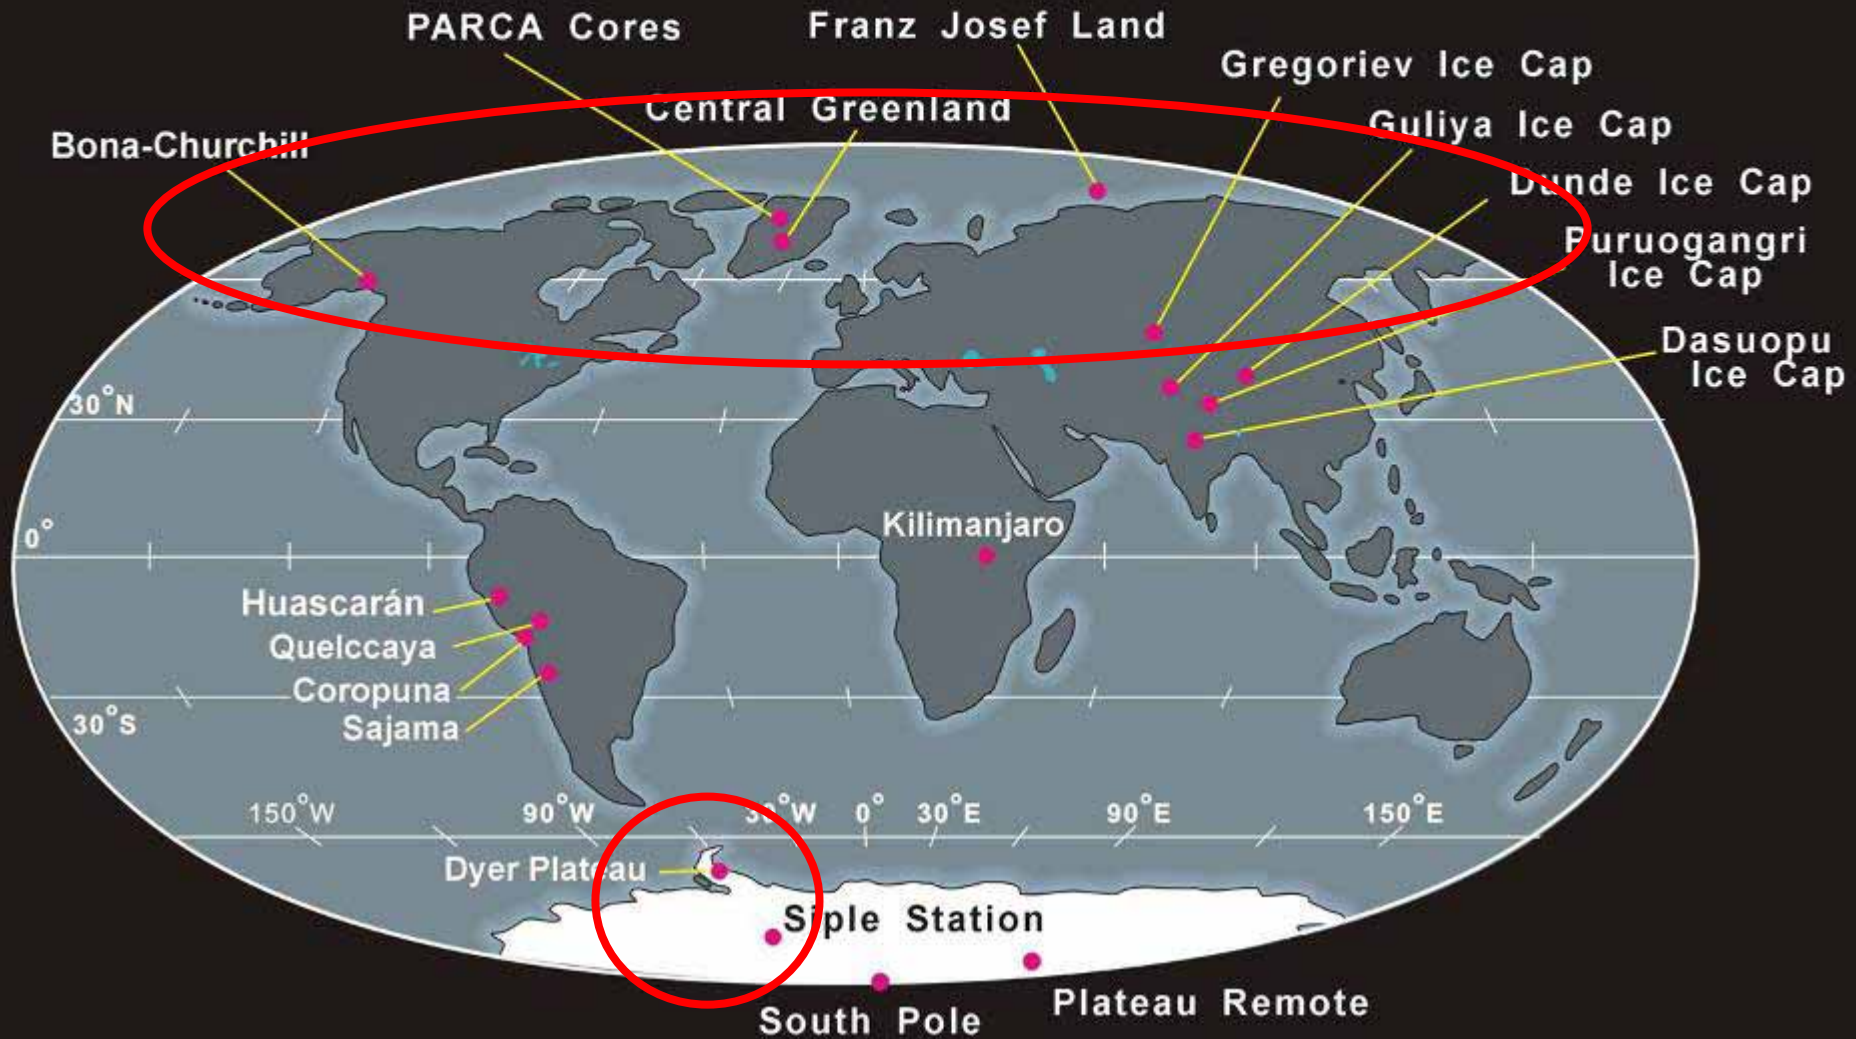 PARCA Cores
Franz Josef Land
Gregoriev Ice Cap
Central Greenland
Guliya Ice Cap
Bona-Churchill
Dunde Ice Cap
Puruogangri
Ice Cap
Dasuopu
Ice Cap
30°N
Kilimanjaro
0°
Huascarán
Quelccaya
Coropuna
Sajama
30°S
150°W
90°W
30°W
0°
30°E
90°E
150°E
Dyer Plateau
Siple Station
Plateau Remote
South Pole